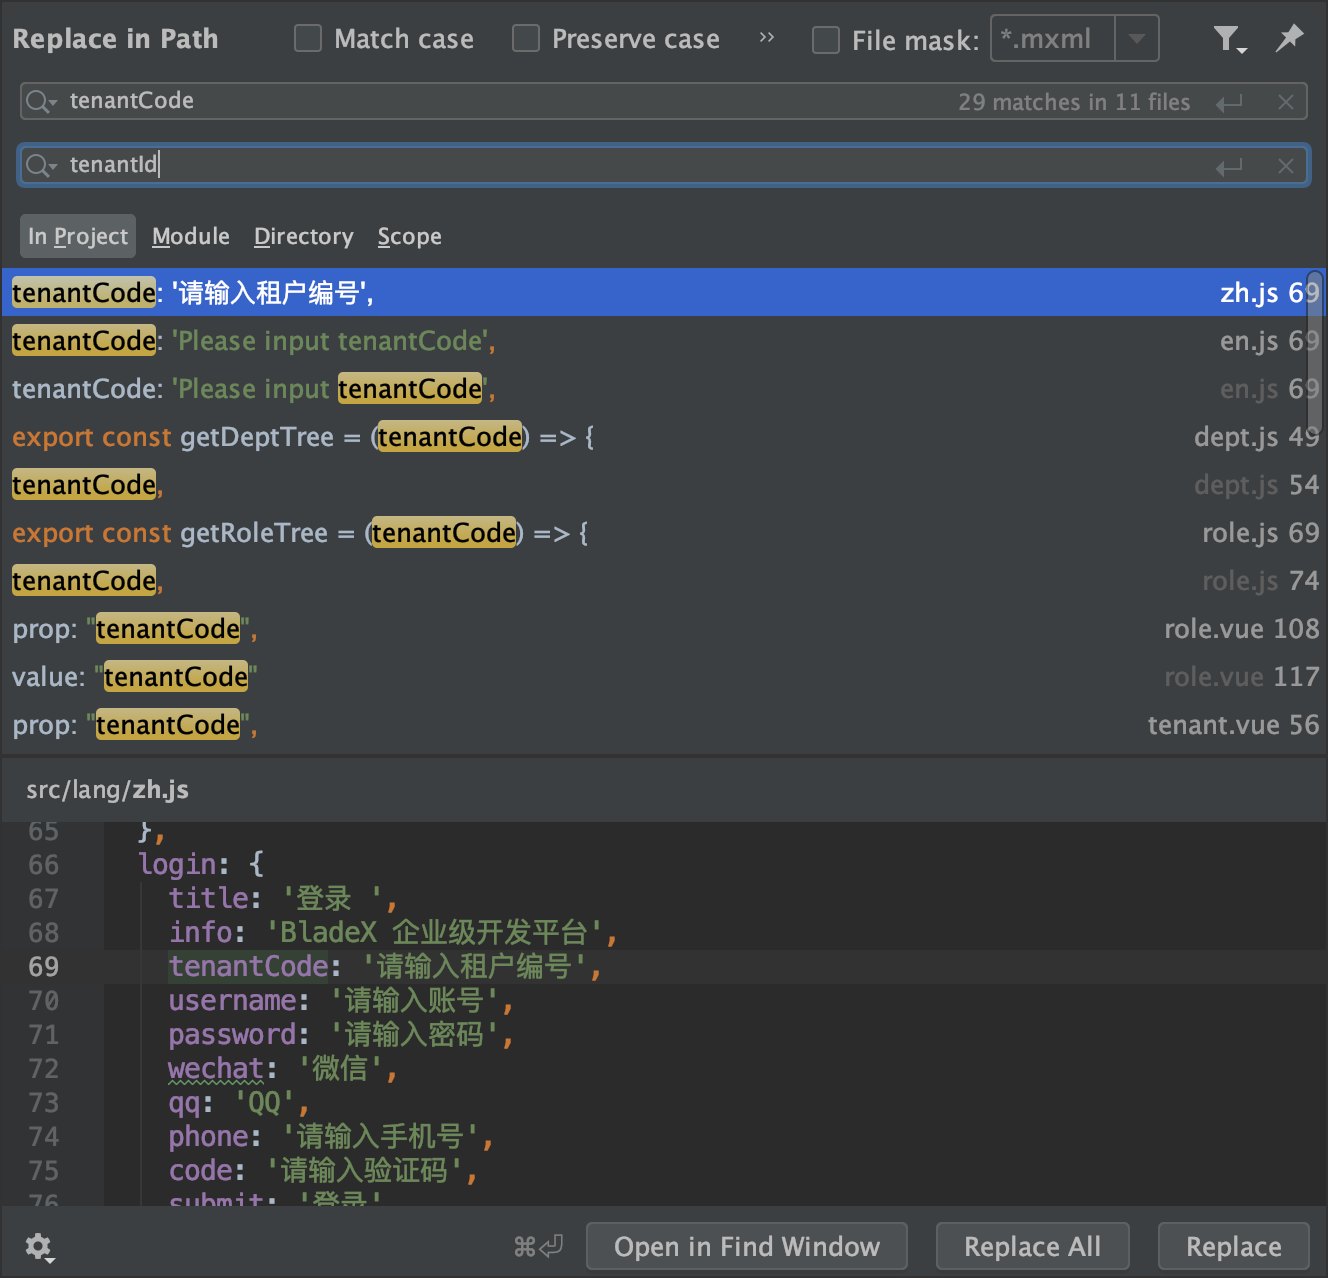 Replace in Path Match case Preserve case » File mask: *.mxml
tenantCode 29 matches in 11 files
tenantId
In Project Module Directory Scope
tenantCode: '请输入租户编号', zh.js 69
tenantCode: 'Please input tenantCode', en.js 69
tenantCode: 'Please input tenantCode', en.js 69
export const getDeptTree = (tenantCode) => { dept.js 49
tenantCode, dept.js 54
export const getRoleTree = (tenantCode) => { role.js 69
tenantCode, role.js 74
prop: "tenantCode", role.vue 108
value: "tenantCode" role.vue 117
prop: "tenantCode", tenant.vue 56
src/lang/zh.js
65 },
66 login: {
67 title: '登录 ',
68 info: 'BladeX 企业级开发平台',
69 tenantCode: '请输入租户编号',
70 username: '请输入账号',
71 password: '请输入密码',
72 wechat: '微信',
73 qq: 'QQ',
74 phone: '请输入手机号',
75 code: '请输入验证码',
76 submit: '登录'
⌘⏎ Open in Find Window Replace All Replace